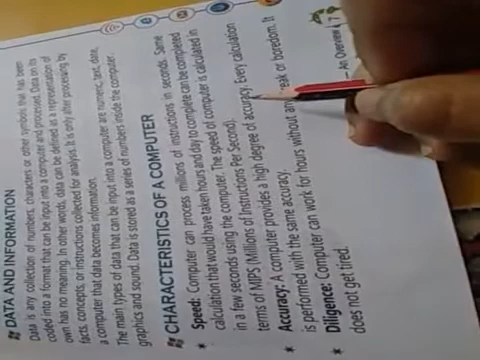 DATA AND INFORMATION
Data is any collection of numbers, characters or other symbols that has been
coded into a format that can be input into a computer and processed. Data on its
own has no meaning. In other words, data can be defined as a representation of
facts, concepts, or instructions collected for analysis. It is only after processing by
a computer that data becomes information.
The main types of data that can be input into a computer are numeric, text, date,
graphics and sound. Data is stored as a series of numbers inside the computer.
CHARACTERISTICS OF A COMPUTER
* Speed: Computer can process millions of instructions in seconds. Same
calculation that would have taken hours and day to complete can be completed
in a few seconds using the computer. The speed of computer is calculated in
terms of MIPS (Millions of Instructions Per Second).
* Accuracy: A computer provides a high degree of accuracy. Every calculation
is performed with the same accuracy.
* Diligence: Computer can work for hours without any break or boredom. It
does not get tired.
— An Overview | 7